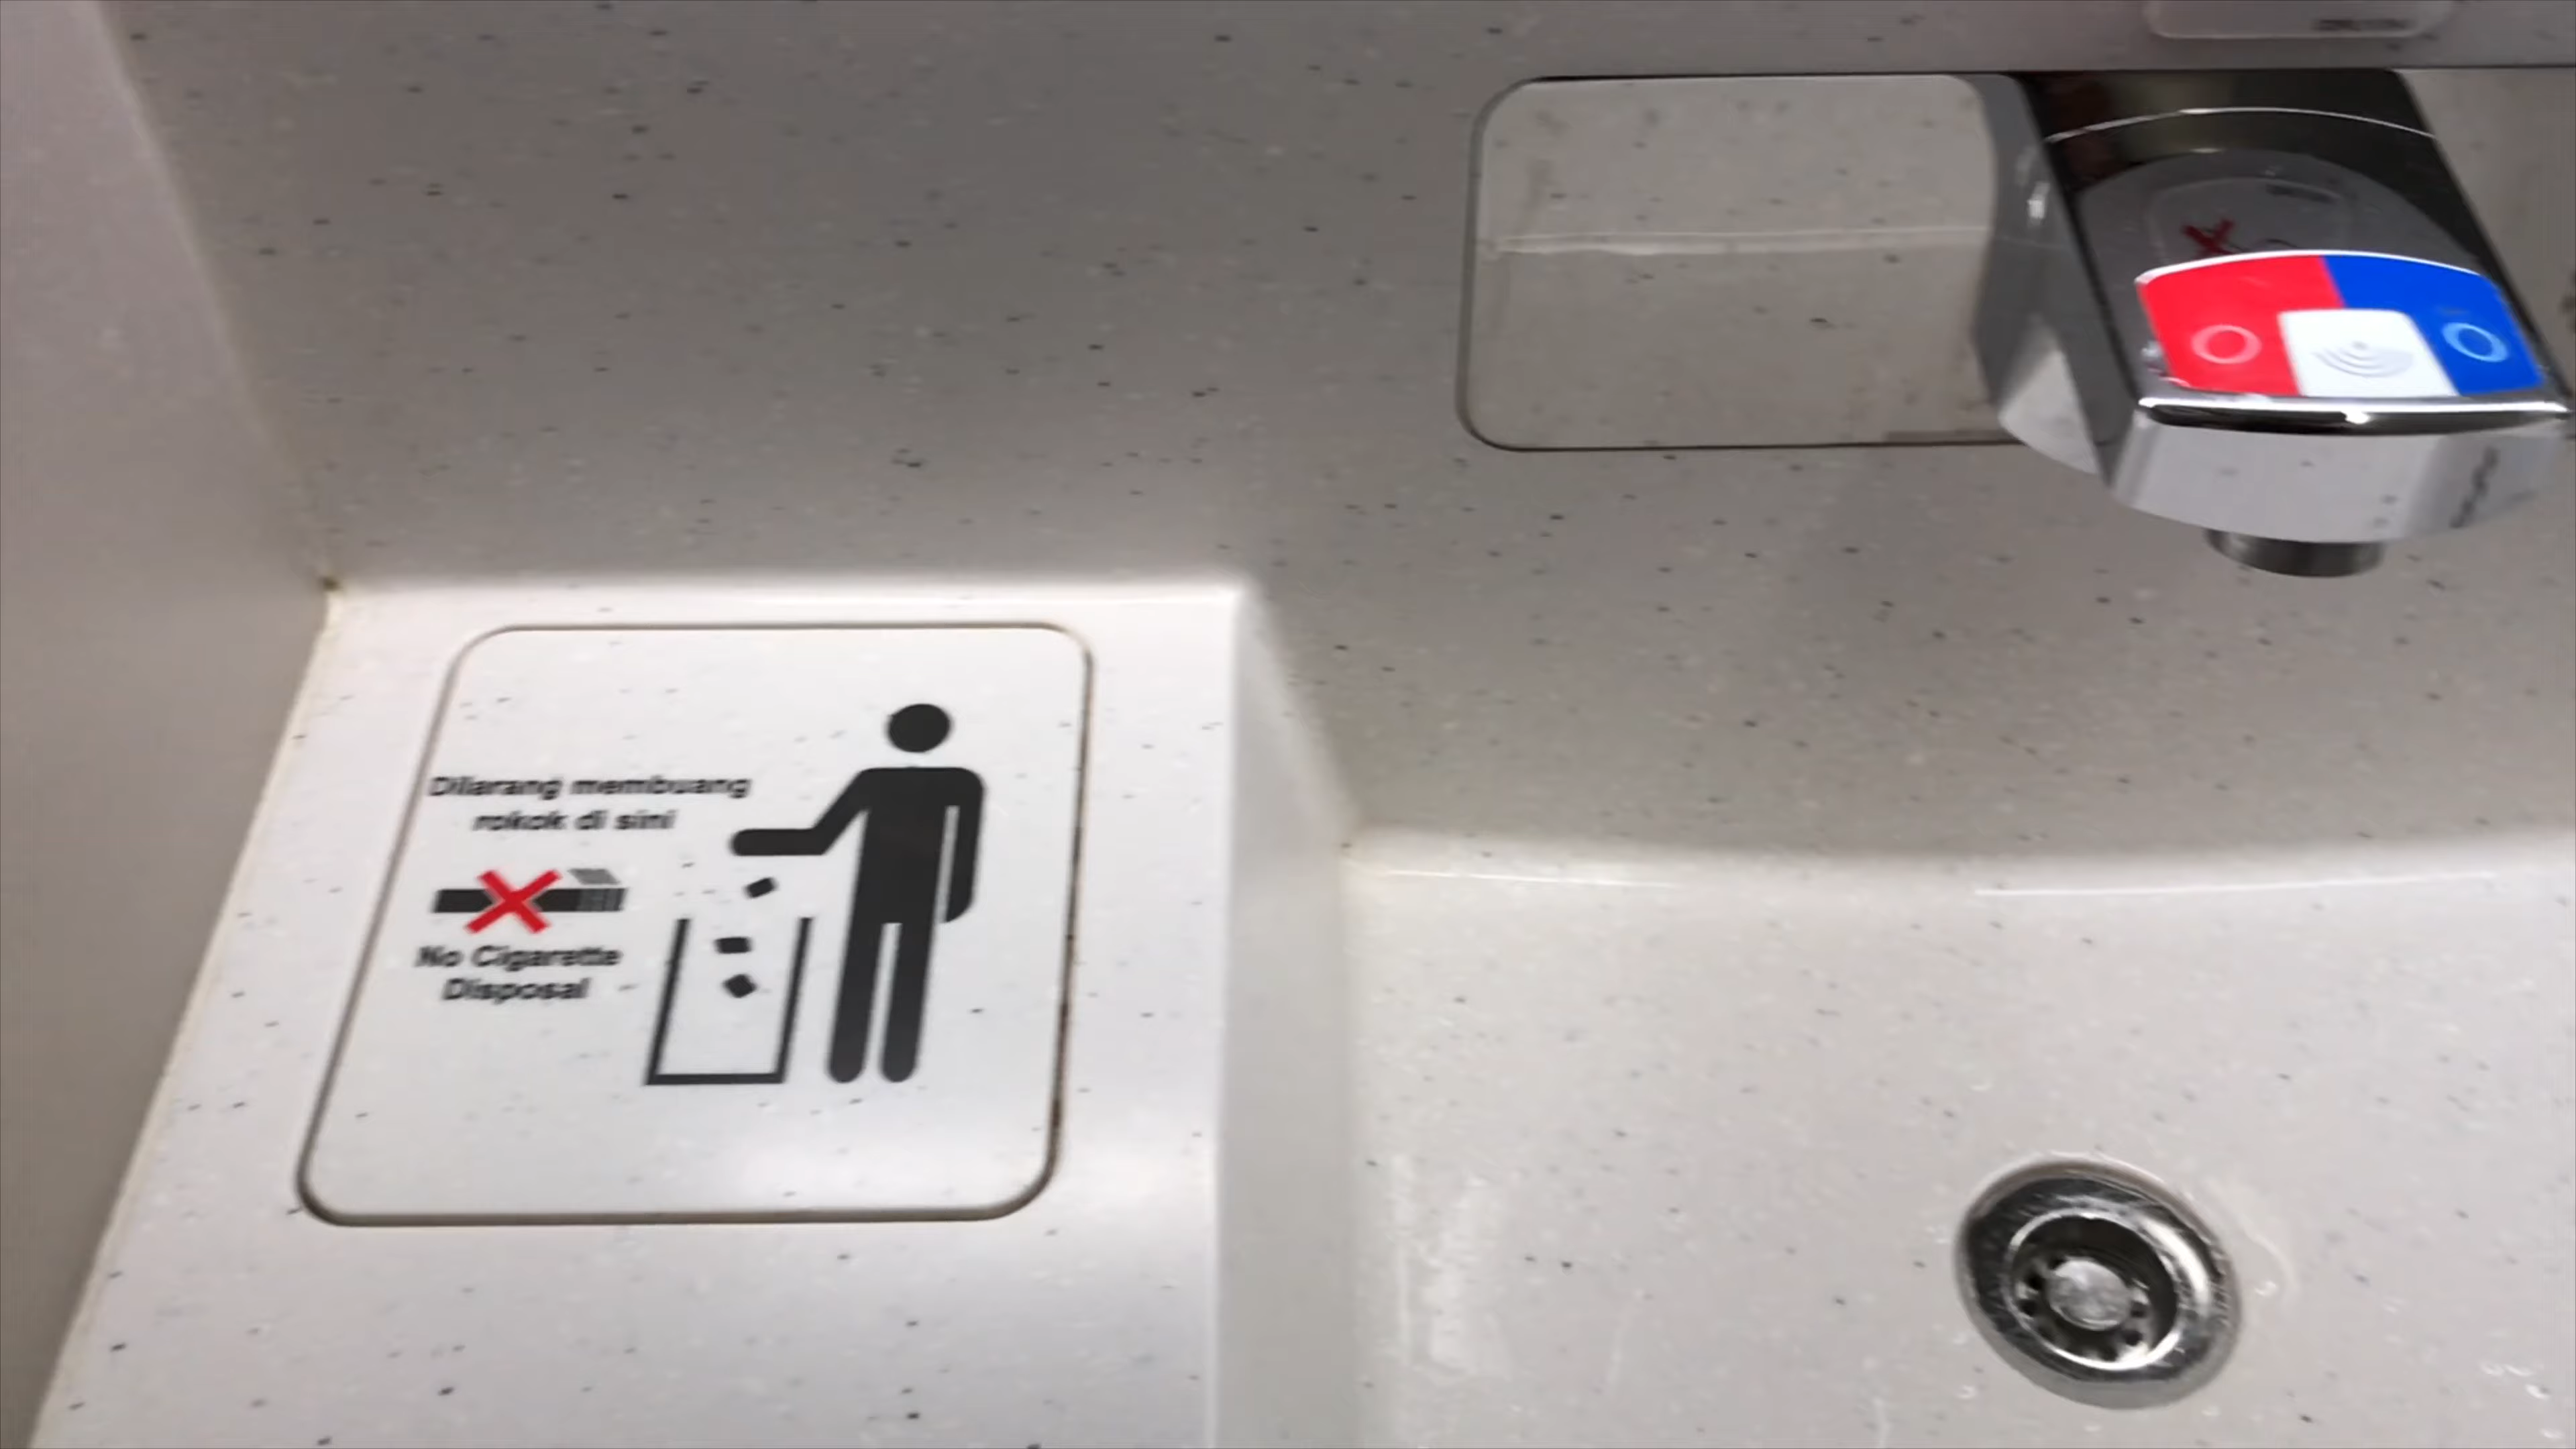 Dilarang membuang
rokok di sini
No Cigarette
Disposal